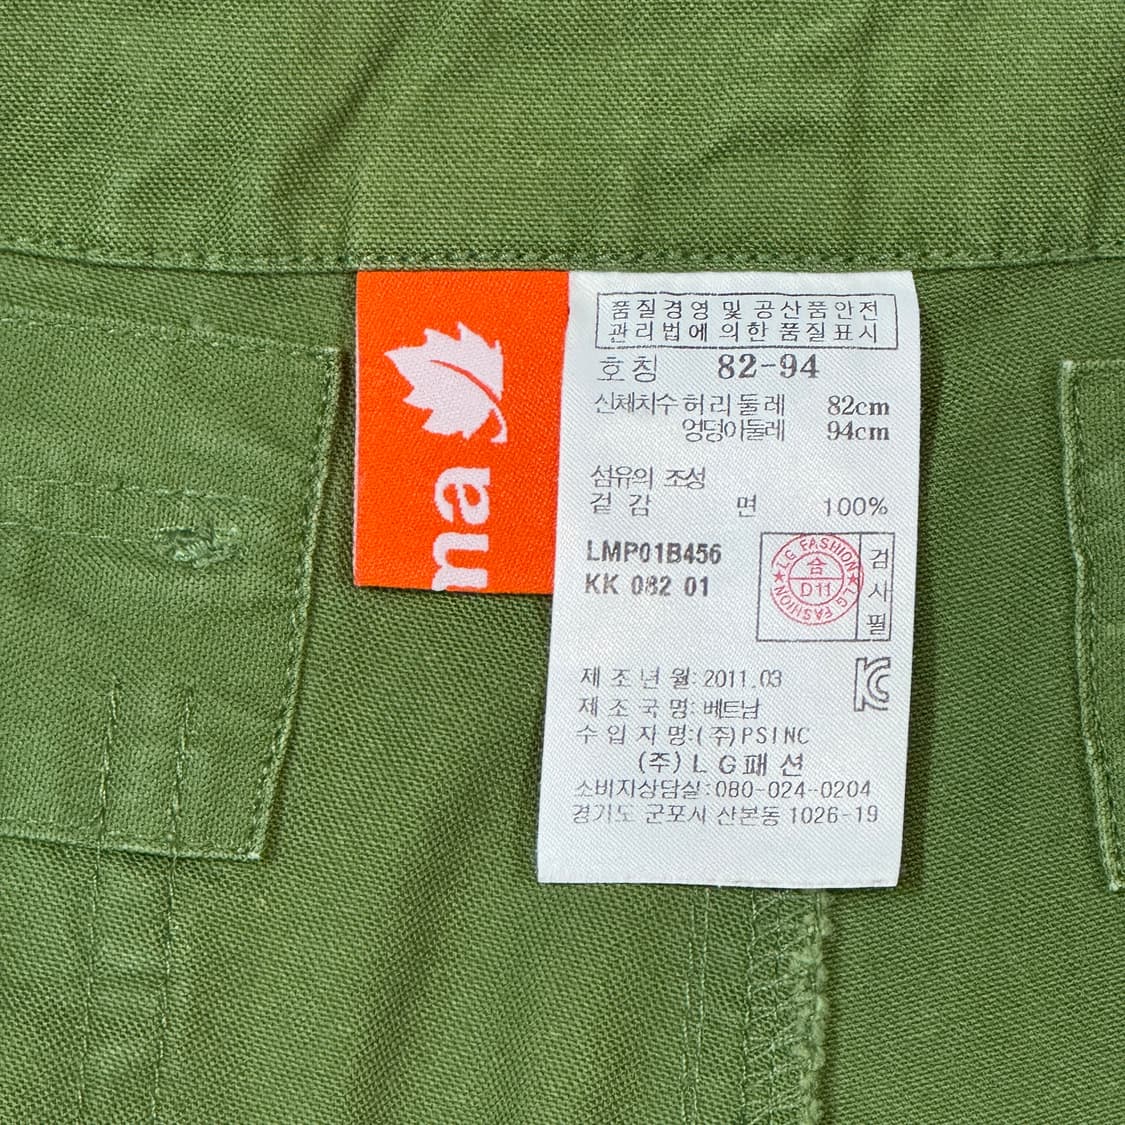 na
품질경영 및 공산품안전
관리법에 의한 품질표시
호칭 82-94
신체치수 허리둘레 82cm
엉덩이둘레 94cm
섬유의 조성
겉감 면 100%
LMP01B456
KK 082 01
LG FASHION
合
D11
LG FASHION
검사필
제조년월: 2011.03
제조국명: 베트남
수입자명:(주)PSINC
(주)LG패션
소비자상담실:080-024-0204
경기도 군포시 산본동 1026-19